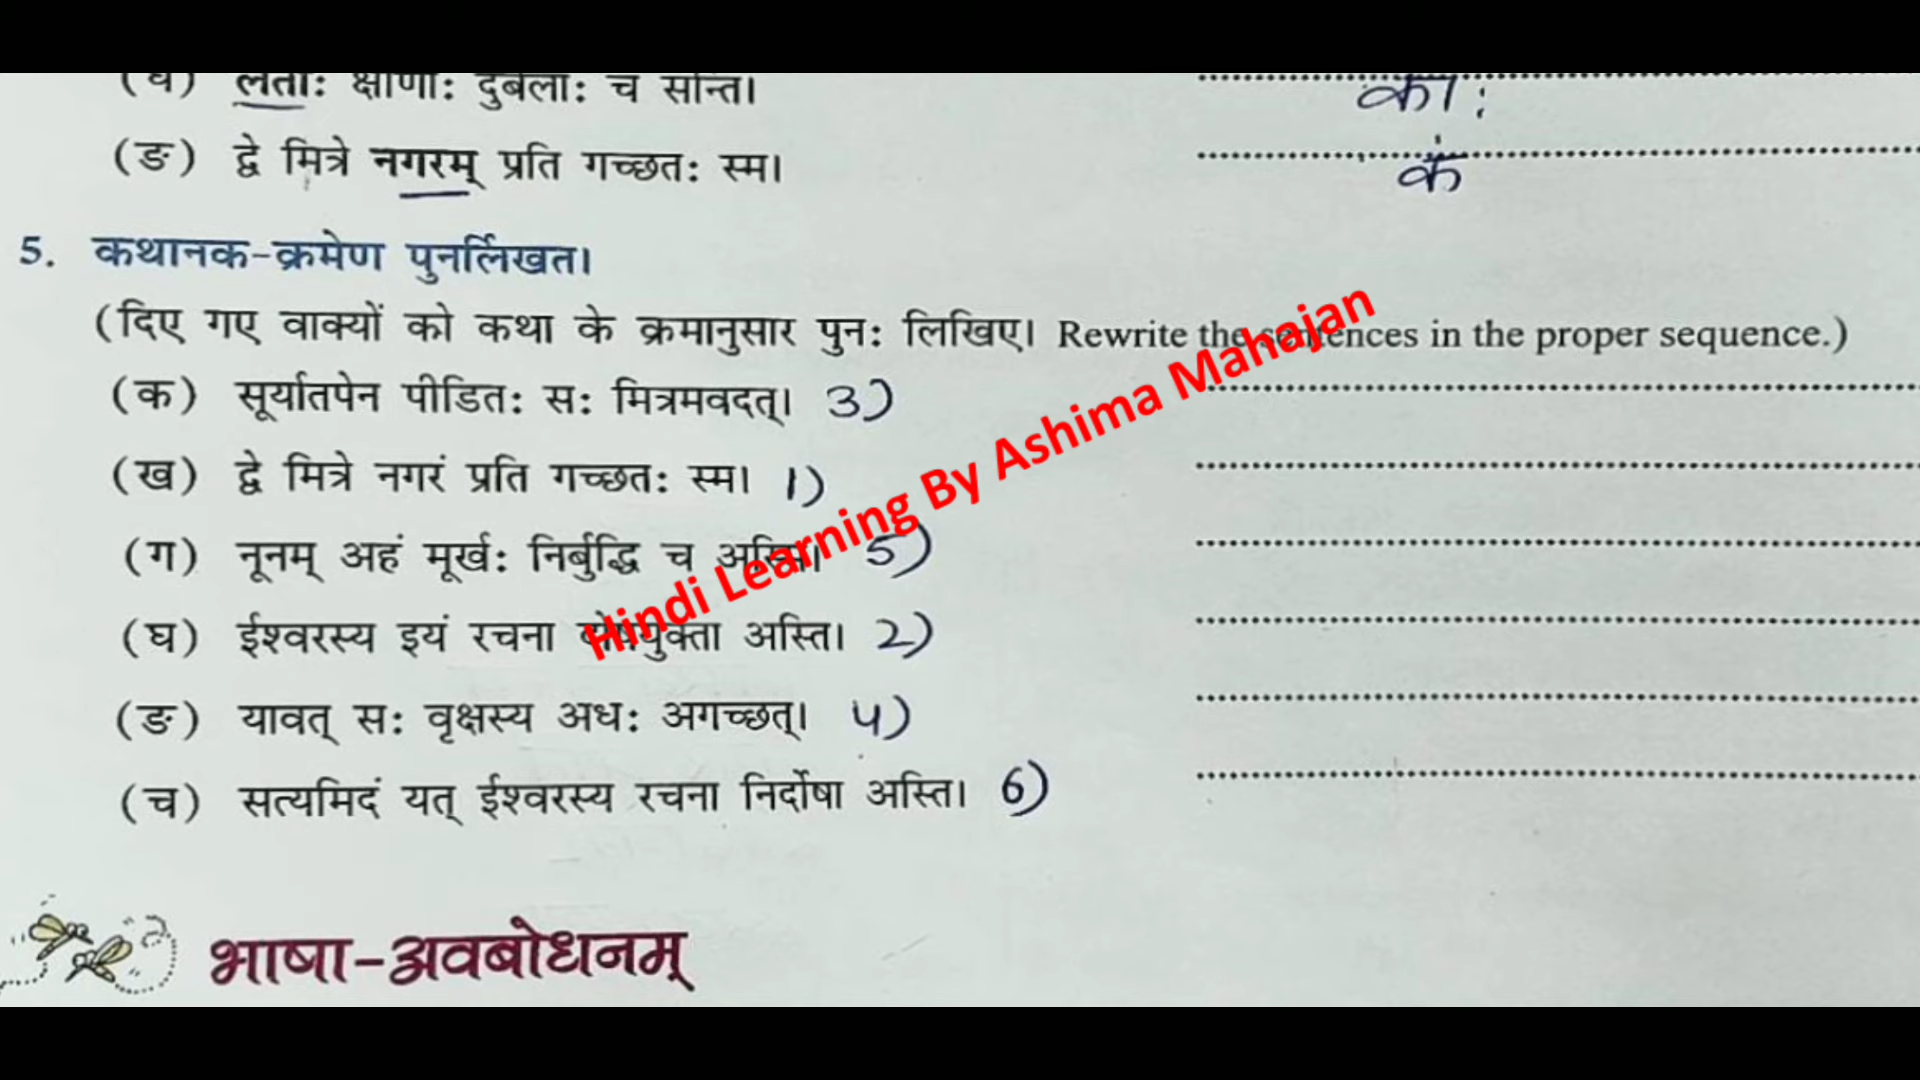 (घ) लताः क्षीणाः दुर्बलाः च सन्ति। काः
(ङ) द्वे मित्रे नगरम् प्रति गच्छतः स्म। कं
5. कथानक-क्रमेण पुनर्लिखत।
(दिए गए वाक्यों को कथा के क्रमानुसार पुनः लिखिए। Rewrite the sentences in the proper sequence.)
(क) सूर्यातपेन पीडितः सः मित्रमवदत्। 3)
(ख) द्वे मित्रे नगरं प्रति गच्छतः स्म। 1)
(ग) नूनम् अहं मूर्खः निर्बुद्धि च अस्मि। 5)
(घ) ईश्वरस्य इयं रचना दोषयुक्ता अस्ति। 2)
(ङ) यावत् सः वृक्षस्य अधः अगच्छत्। 4)
(च) सत्यमिदं यत् ईश्वरस्य रचना निर्दोषा अस्ति। 6)
Hindi Learning By Ashima Mahajan
भाषा-अवबोधनम्